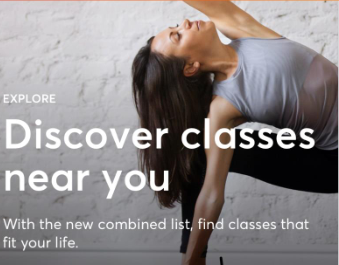 EXPLORE
Discover classes
near you
With the new combined list, find classes that
fit your life.